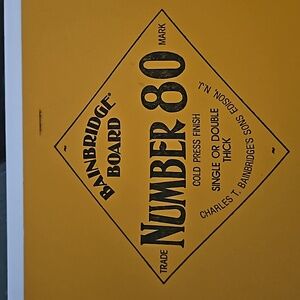 BAINBRIDGE
BOARD
TRADE NUMBER 80 MARK
COLD PRESS FINISH
SINGLE OR DOUBLE
THICK
CHARLES T. BAINBRIDGE'S SONS EDISON, N.J.